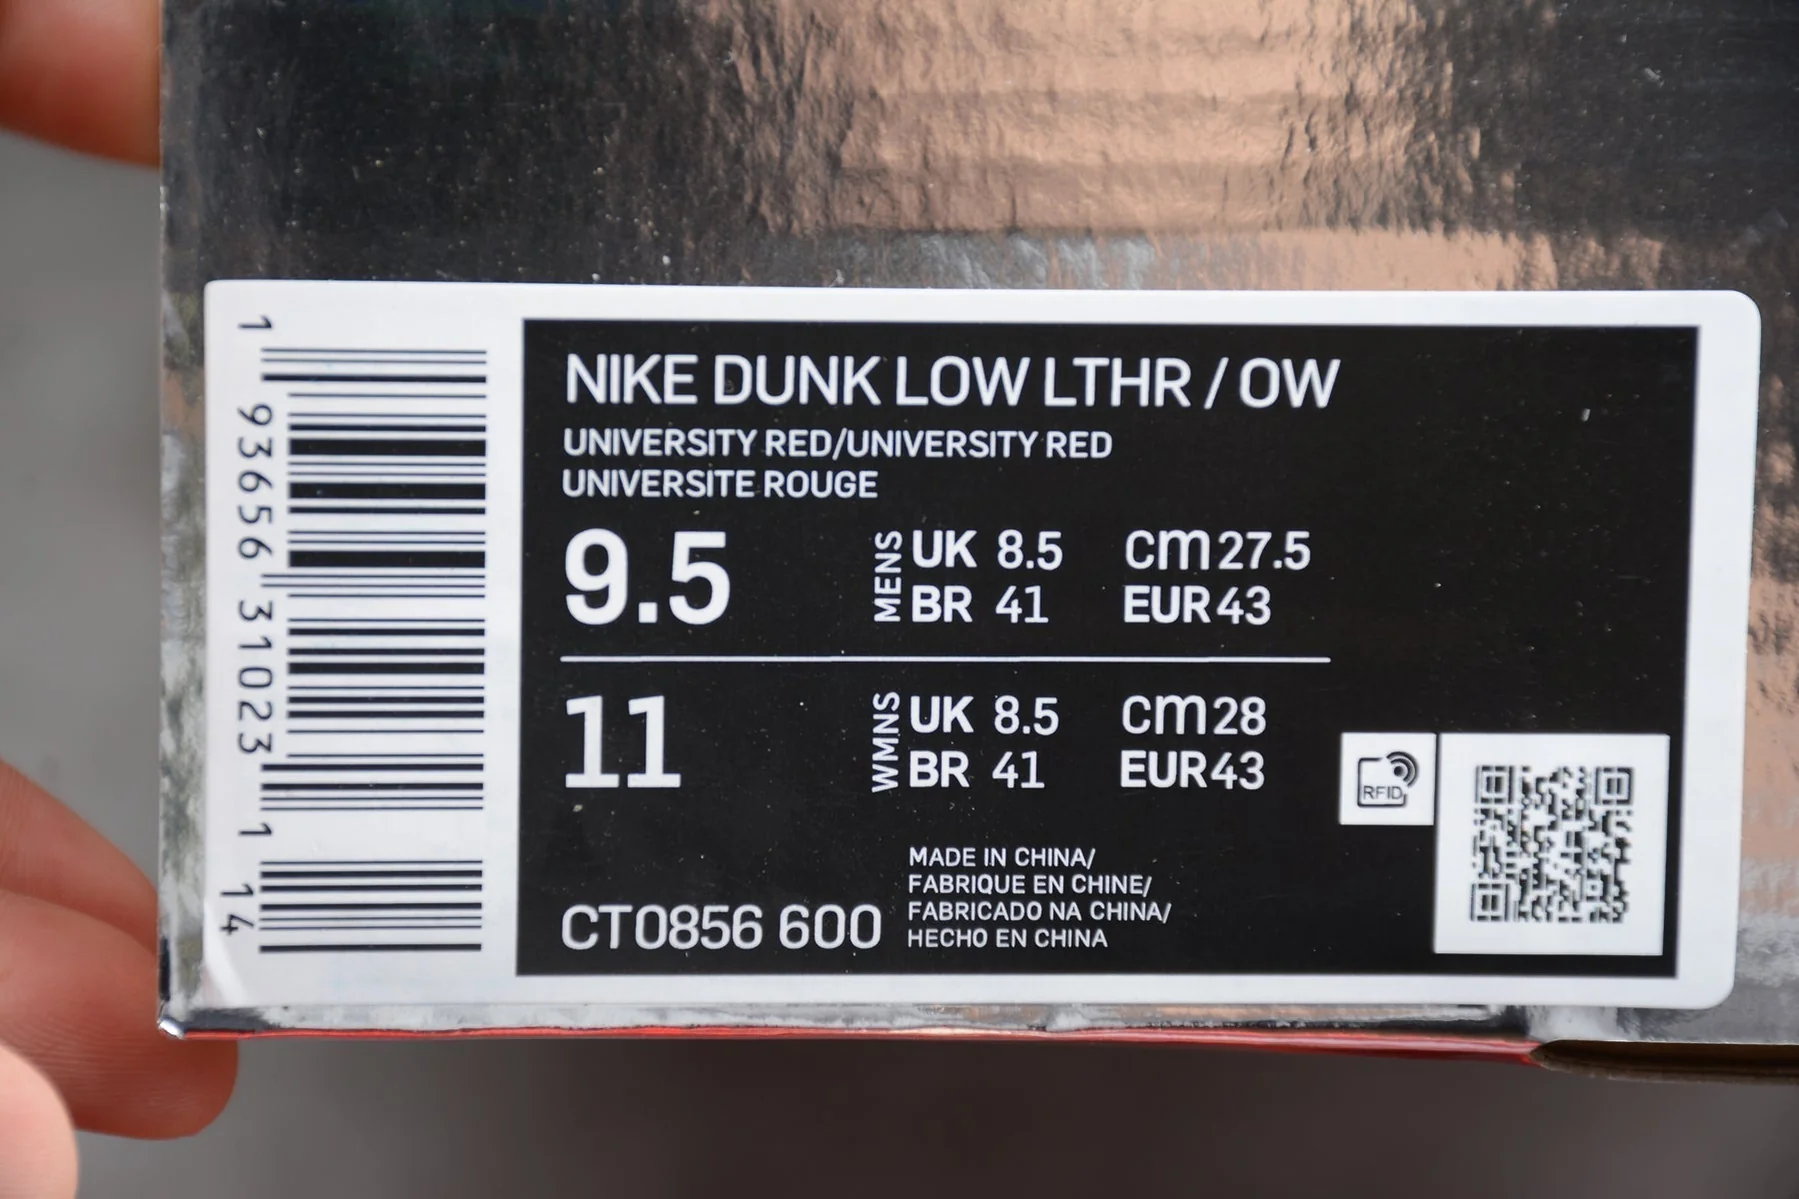 NIKE DUNK LOW LTHR / OW
UNIVERSITY RED/UNIVERSITY RED
UNIVERSITE ROUGE
9.5
MENS
UK 8.5 cm 27.5
BR 41 EUR 43
11
WMNS
UK 8.5 cm 28
BR 41 EUR 43
CT0856 600
MADE IN CHINA/
FABRIQUE EN CHINE/
FABRICADO NA CHINA/
HECHO EN CHINA
RFID
1 93656 31023 1 14